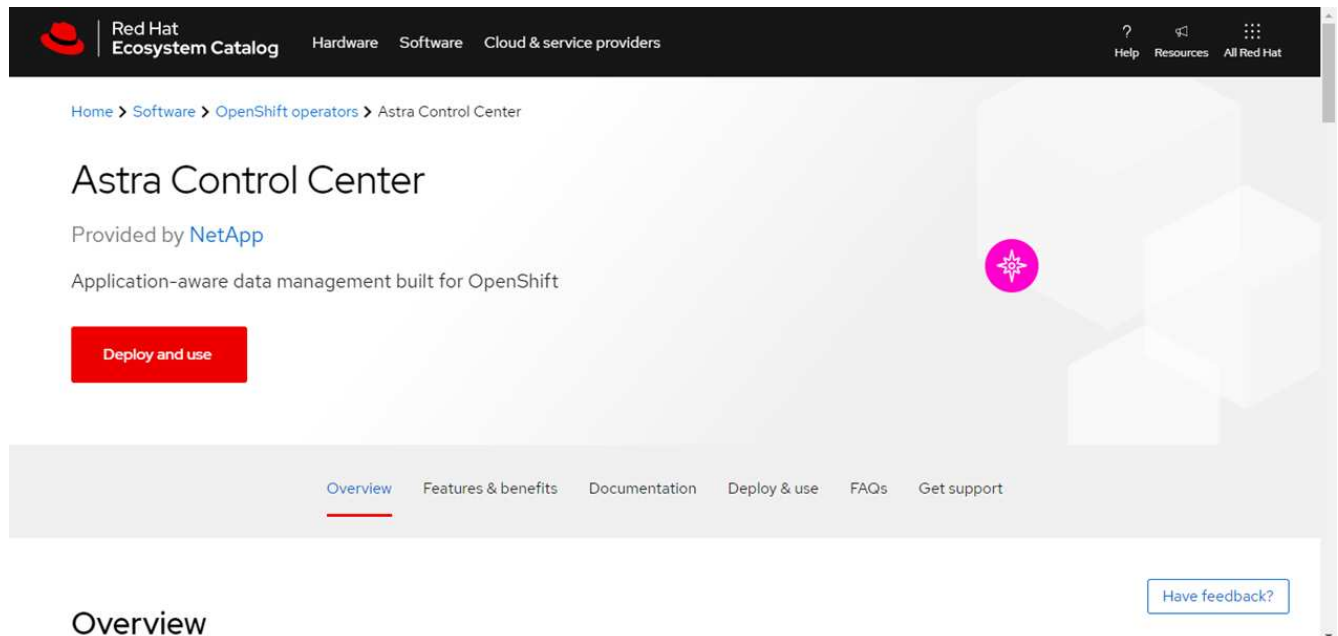 Red Hat
Ecosystem Catalog
Hardware Software Cloud & service providers
? 
Help Resources All Red Hat
Home > Software > OpenShift operators > Astra Control Center
Astra Control Center
Provided by NetApp
Application-aware data management built for OpenShift
Deploy and use
Overview Features & benefits Documentation Deploy & use FAQs Get support
Have feedback?
Overview